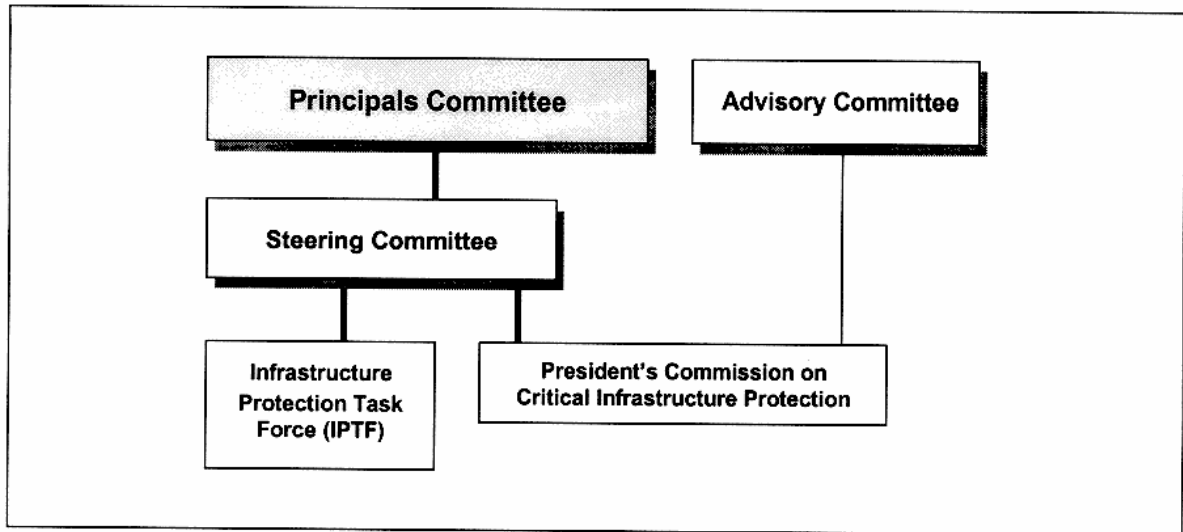 Principals Committee
Advisory Committee
Steering Committee
Infrastructure
Protection Task
Force (IPTF)
President's Commission on
Critical Infrastructure Protection